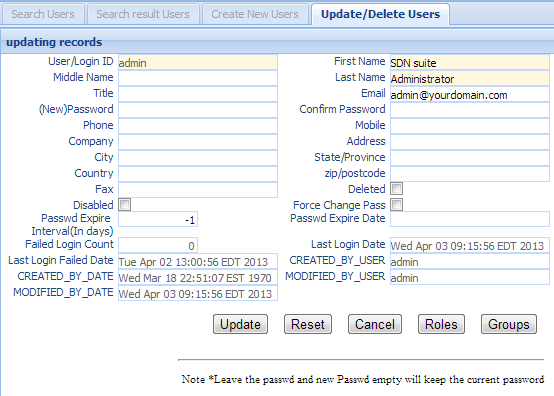 Search Users Search result Users Create New Users Update/Delete Users
updating records
User/Login ID admin First Name SDN suite
Middle Name Last Name Administrator
Title Email admin@yourdomain.com
(New)Password Confirm Password
Phone Mobile
Company Address
City State/Province
Country zip/postcode
Fax Deleted
Disabled Force Change Pass
Passwd Expire -1 Passwd Expire Date
Interval(In days)
Failed Login Count 0 Last Login Date Wed Apr 03 09:15:56 EDT 2013
Last Login Failed Date Tue Apr 02 13:00:56 EDT 2013 CREATED_BY_USER admin
CREATED_BY_DATE Wed Mar 18 22:51:07 EST 1970 MODIFIED_BY_USER admin
MODIFIED_BY_DATE Wed Apr 03 09:15:56 EDT 2013
Update Reset Cancel Roles Groups
Note *Leave the passwd and new Passwd empty will keep the current password